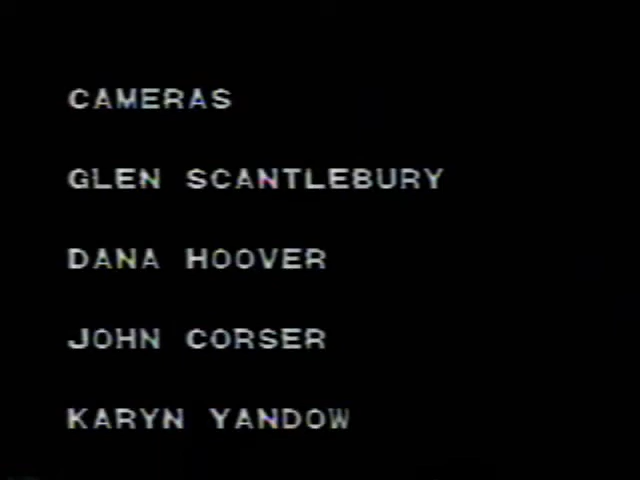 CAMERAS
GLEN SCANTLEBURY
DANA HOOVER
JOHN CORSER
KARYN YANDOW